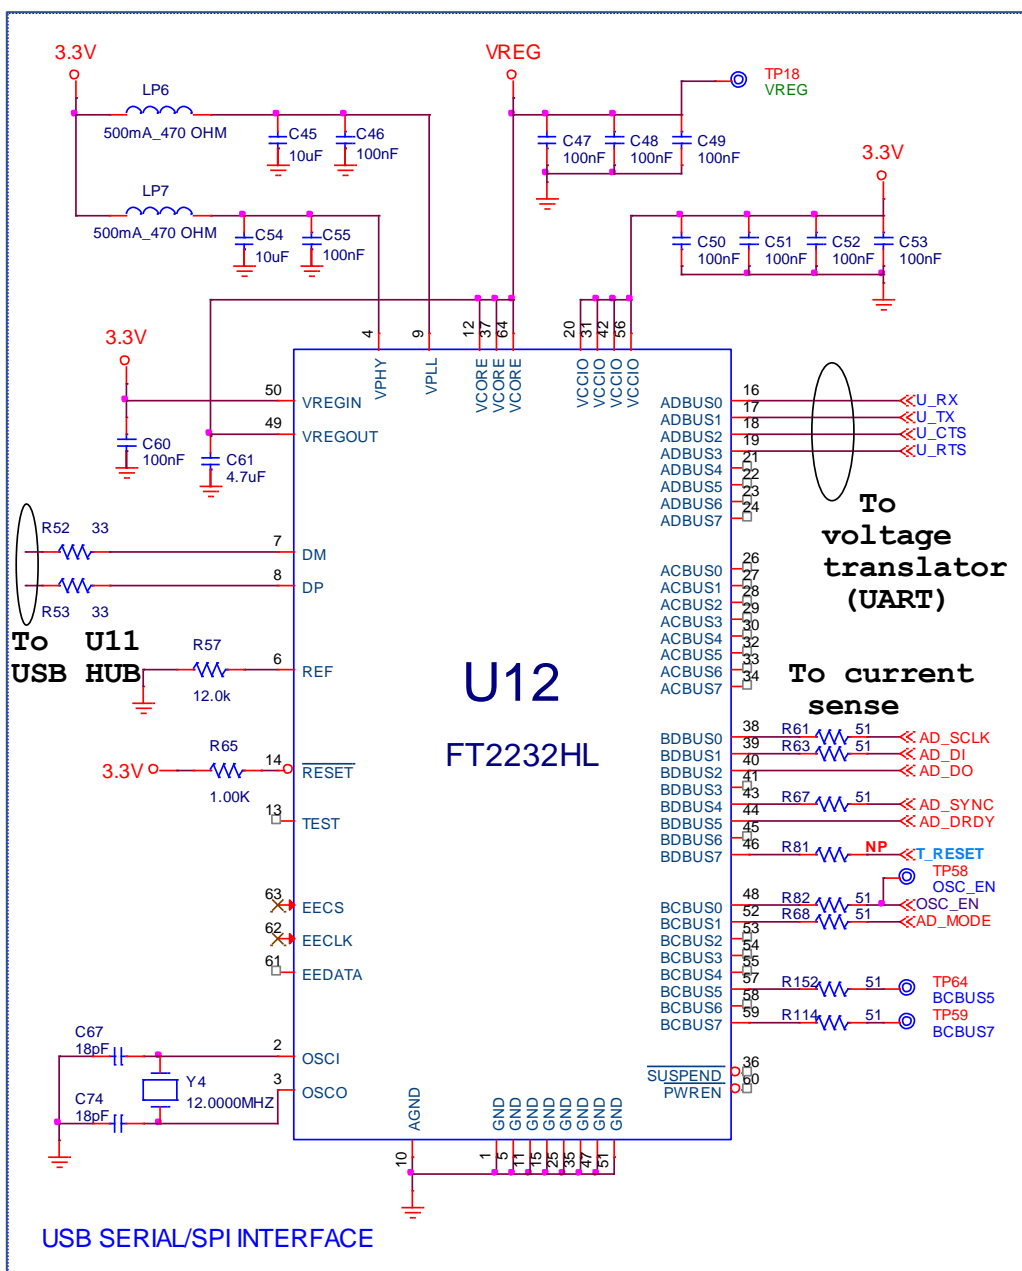 3.3V
VREG
LP6
500mA_470 OHM
C45
10uF
C46
100nF
TP18
VREG
C47
100nF
C48
100nF
C49
100nF
LP7
500mA_470 OHM
C54
10uF
C55
100nF
3.3V
C50
100nF
C51
100nF
C52
100nF
C53
100nF
3.3V
4
9
12
37
64
20
31
42
56
VPHY
VPLL
VCORE
VCORE
VCORE
VCCIO
VCCIO
VCCIO
VCCIO
50
VREGIN
49
VREGOUT
C60
100nF
C61
4.7uF
ADBUS0
16
U_RX
ADBUS1
17
U_TX
ADBUS2
18
U_CTS
ADBUS3
19
U_RTS
ADBUS4
21
ADBUS5
22
ADBUS6
23
ADBUS7
24
To
voltage
translator
(UART)
R52 33
7
DM
8
DP
R53 33
To U11
USB HUB
ACBUS0
26
ACBUS1
27
ACBUS2
28
ACBUS3
29
ACBUS4
30
ACBUS5
32
ACBUS6
33
ACBUS7
34
R57
12.0k
6
REF
U12
FT2232HL
To current
sense
R65
3.3V
1.00K
14
RESET
13
TEST
BDBUS0
38
R61 51
AD_SCLK
BDBUS1
39
R63 51
AD_DI
BDBUS2
40
AD_DO
BDBUS3
41
BDBUS4
43
R67 51
AD_SYNC
BDBUS5
44
AD_DRDY
BDBUS6
45
BDBUS7
46
R81 NP
T_RESET
TP58
OSC_EN
63
EECS
62
EECLK
61
EEDATA
BCBUS0
48
R82 51
OSC_EN
BCBUS1
52
R68 51
AD_MODE
BCBUS2
53
BCBUS3
54
BCBUS4
55
BCBUS5
57
R152 51
TP64
BCBUS5
BCBUS6
58
BCBUS7
59
R114 51
TP59
BCBUS7
C67
18pF
2
OSCI
3
OSCO
Y4
12.0000MHZ
C74
18pF
SUSPEND
36
PWREN
60
AGND
GND
GND
GND
GND
GND
GND
GND
GND
10
1
5
11
15
25
35
47
51
USB SERIAL/SPI INTERFACE